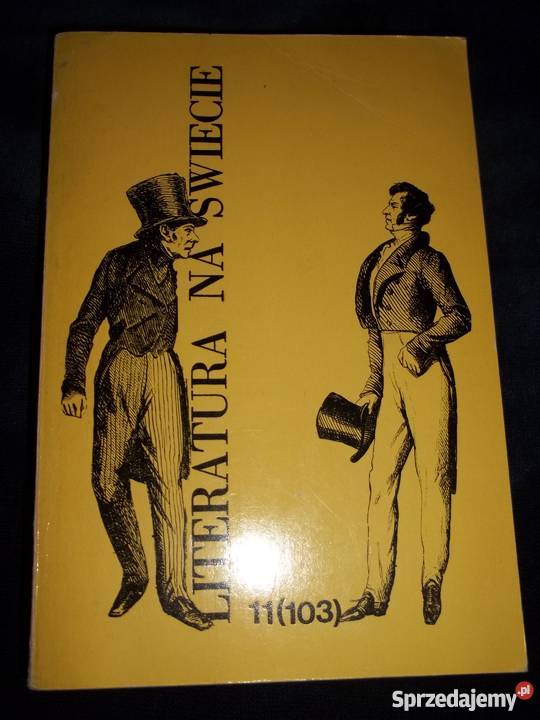 LITERATURA NA ŚWIECIE
11(103)
Sprzedajemy.pl